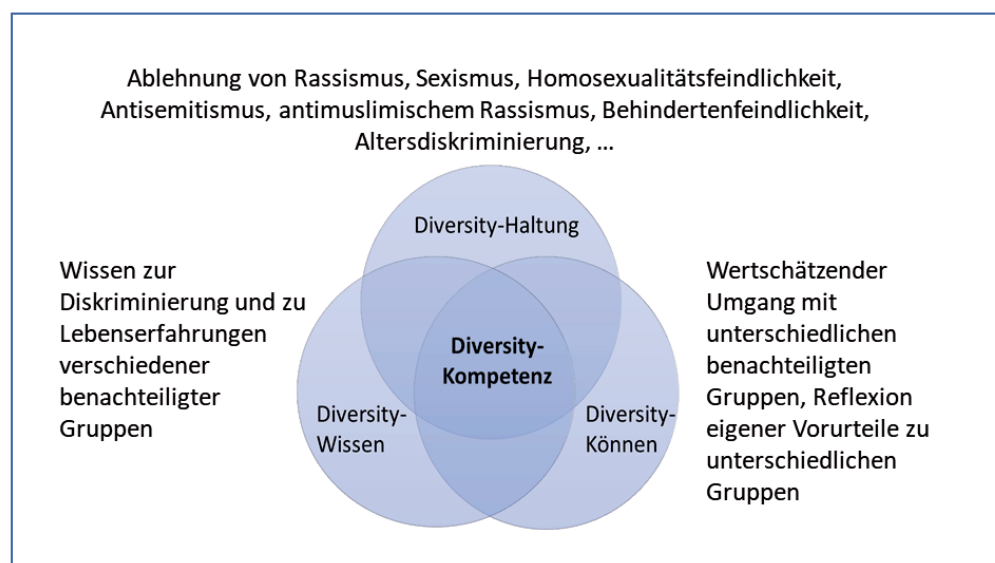 Ablehnung von Rassismus, Sexismus, Homosexualitätsfeindlichkeit,
Antisemitismus, antimuslimischem Rassismus, Behindertenfeindlichkeit,
Altersdiskriminierung, ...
Diversity-Haltung
Wissen zur
Diskriminierung und zu
Lebenserfahrungen
verschiedener
benachteiligter
Gruppen
Diversity-
Kompetenz
Diversity-
Wissen
Diversity-
Können
Wertschätzender
Umgang mit
unterschiedlichen
benachteiligten
Gruppen, Reflexion
eigener Vorurteile zu
unterschiedlichen
Gruppen